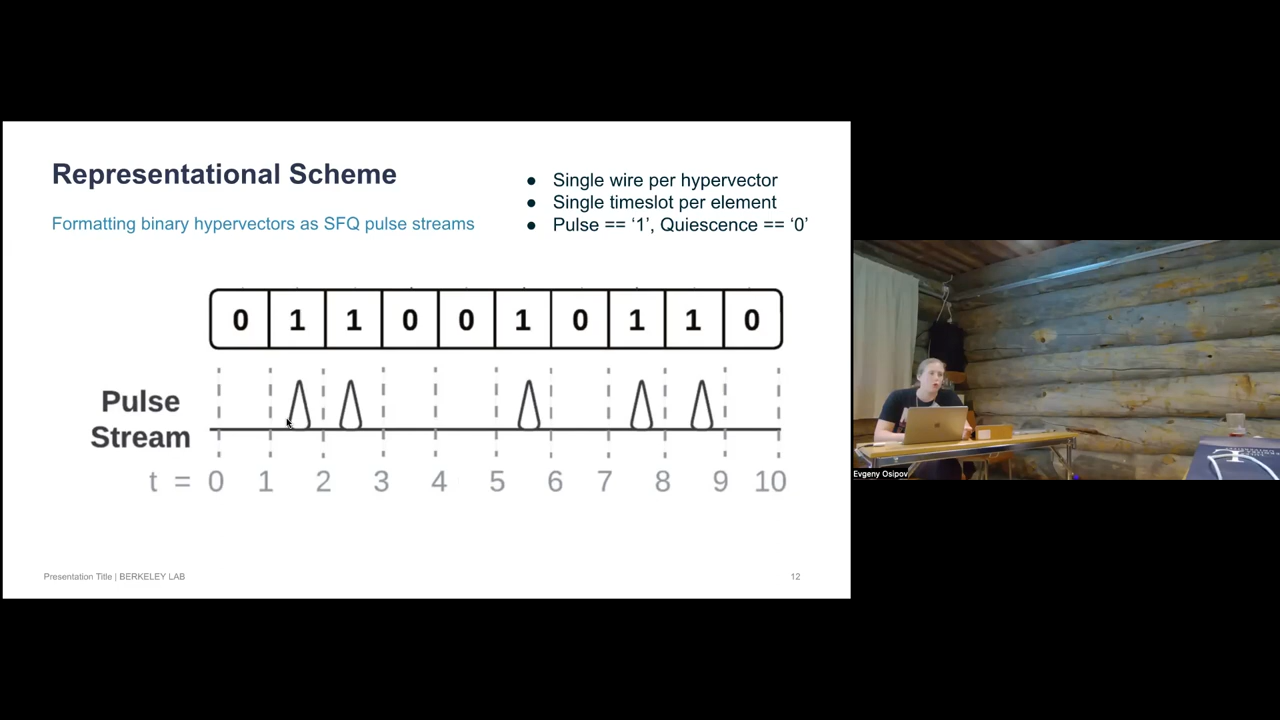 Representational Scheme
Formatting binary hypervectors as SFQ pulse streams
● Single wire per hypervector
● Single timeslot per element
● Pulse == ‘1’, Quiescence == ‘0’
0 1 1 0 0 1 0 1 1 0
Pulse
Stream
t = 0 1 2 3 4 5 6 7 8 9 10
Presentation Title | BERKELEY LAB
12
Evgeny Osipov